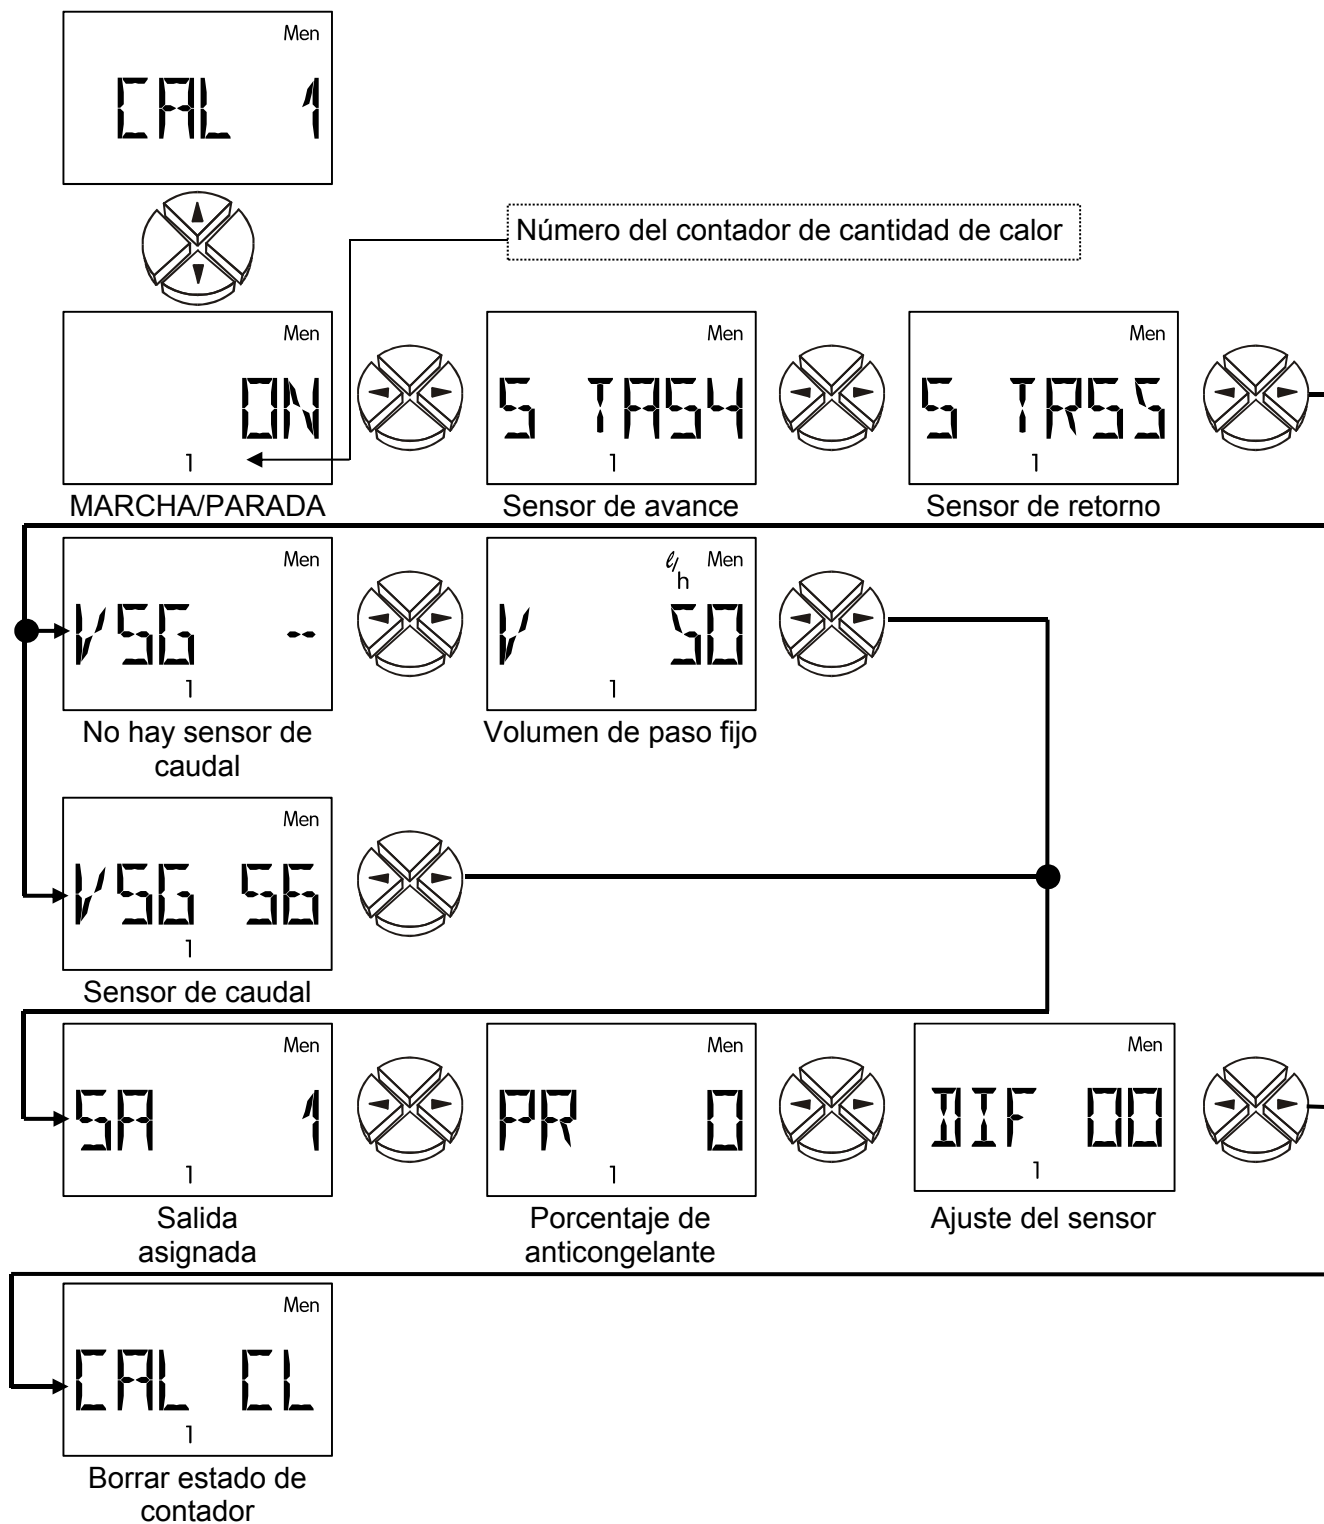 Men
CAL 1
Número del contador de cantidad de calor
Men
ON
1
MARCHA/PARADA
Men
S TAS4
1
Sensor de avance
Men
S TRS5
1
Sensor de retorno
Men
VSG --
1
No hay sensor de
caudal
l/h Men
V 50
1
Volumen de paso fijo
Men
VSG S6
1
Sensor de caudal
Men
SA 1
1
Salida
asignada
Men
PR 0
1
Porcentaje de
anticongelante
Men
DIF 00
1
Ajuste del sensor
Men
CAL CL
1
Borrar estado de
contador